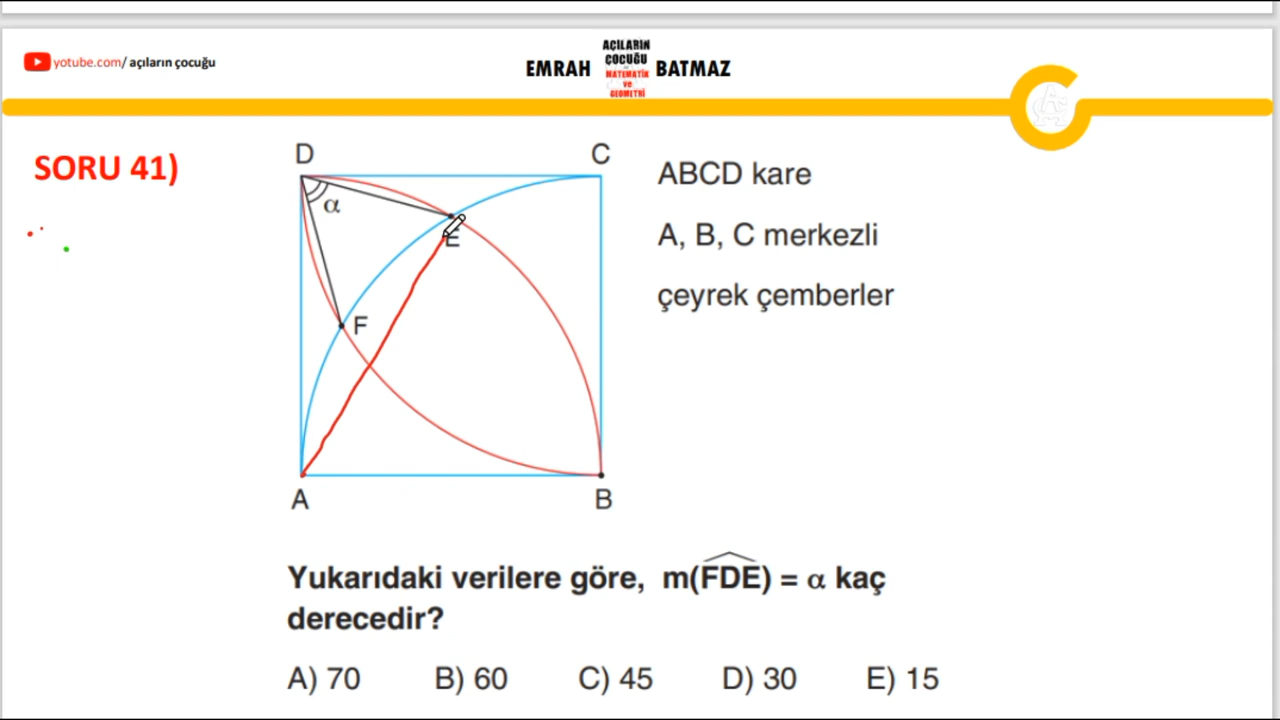 yotube.com/ açıların çocuğu
EMRAH
AÇILARIN
ÇOCUĞU
MATEMATİK
ve
GEOMETRİ
BATMAZ
SORU 41)
D
C
α
E
F
A
B
ABCD kare
A, B, C merkezli
çeyrek çemberler
Yukarıdaki verilere göre, m(FDE) = α kaç
derecedir?
A) 70 B) 60 C) 45 D) 30 E) 15